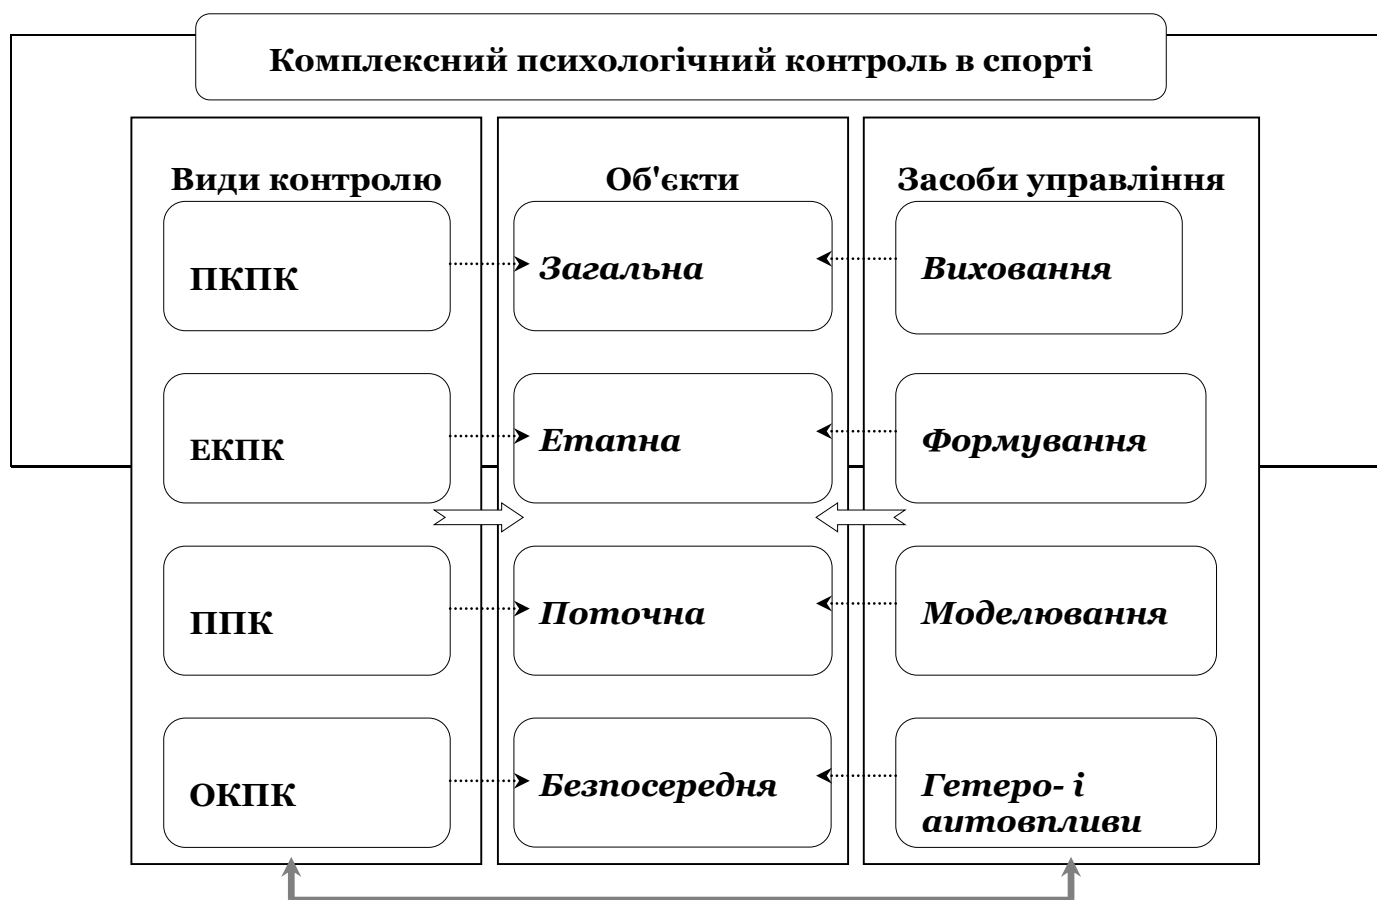 Комплексний психологічний контроль в спорті
Види контролю
Об'єкти
Засоби управління
ПКПК
Загальна
Виховання
ЕКПК
Етапна
Формування
ППК
Поточна
Моделювання
ОКПК
Безпосередня
Гетеро- і
аитовпливи